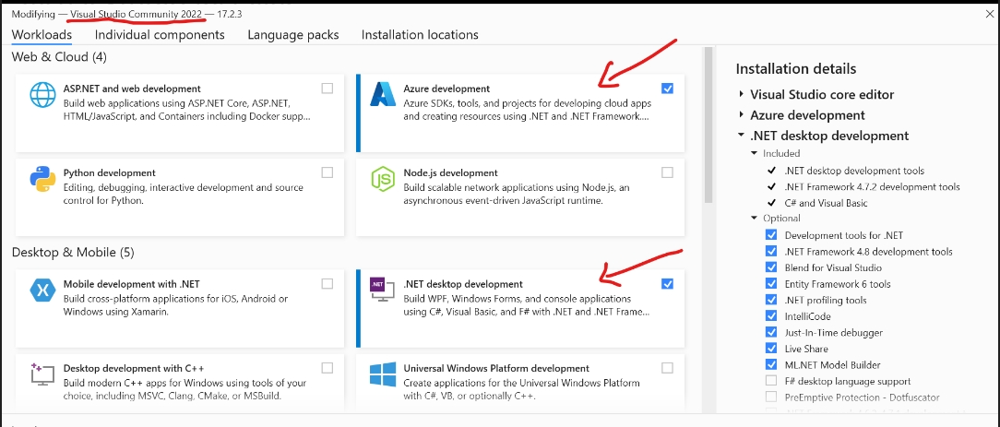 Modifying — Visual Studio Community 2022 — 17.2.3
Workloads Individual components Language packs Installation locations
Web & Cloud (4)
ASP.NET and web development
Build web applications using ASP.NET Core, ASP.NET,
HTML/JavaScript, and Containers including Docker supp...
Azure development
Azure SDKs, tools, and projects for developing cloud apps
and creating resources using .NET and .NET Framework....
Python development
Editing, debugging, interactive development and source
control for Python.
JS
Node.js development
Build scalable network applications using Node.js, an
asynchronous event-driven JavaScript runtime.
Desktop & Mobile (5)
Mobile development with .NET
Build cross-platform applications for iOS, Android or
Windows using Xamarin.
.NET
.NET desktop development
Build WPF, Windows Forms, and console applications
using C#, Visual Basic, and F# with .NET and .NET Frame...
Desktop development with C++
Build modern C++ apps for Windows using tools of your
choice, including MSVC, Clang, CMake, or MSBuild.
Universal Windows Platform development
Create applications for the Universal Windows Platform
with C#, VB, or optionally C++.
Installation details
Visual Studio core editor
Azure development
.NET desktop development
Included
.NET desktop development tools
.NET Framework 4.7.2 development tools
C# and Visual Basic
Optional
Development tools for .NET
.NET Framework 4.8 development tools
Blend for Visual Studio
Entity Framework 6 tools
.NET profiling tools
IntelliCode
Just-In-Time debugger
Live Share
ML.NET Model Builder
F# desktop language support
PreEmptive Protection - Dotfuscator